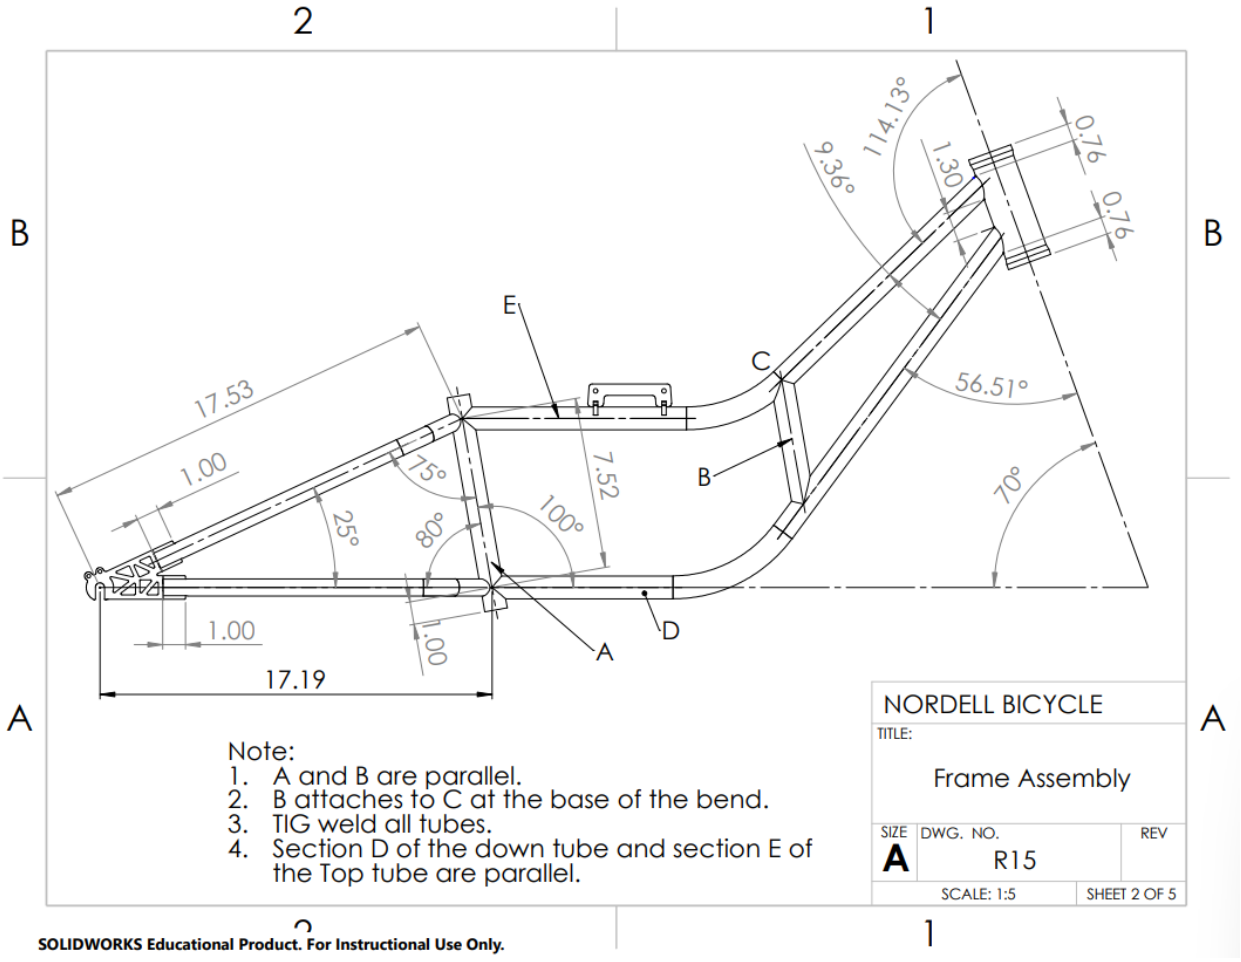 2 1
114.13°
0.76
9.36°
1.30
B B
0.76
E
C
17.53
56.51°
1.00
75°
7.52
B
70°
25°
80°
100°
1.00
D
1.00
A
17.19
A A
NORDELL BICYCLE
TITLE:
Frame Assembly
Note:
1. A and B are parallel.
2. B attaches to C at the base of the bend.
3. TIG weld all tubes.
4. Section D of the down tube and section E of
the Top tube are parallel.
SIZE DWG. NO. REV
A R15
SCALE: 1:5 SHEET 2 OF 5
2 1
SOLIDWORKS Educational Product. For Instructional Use Only.